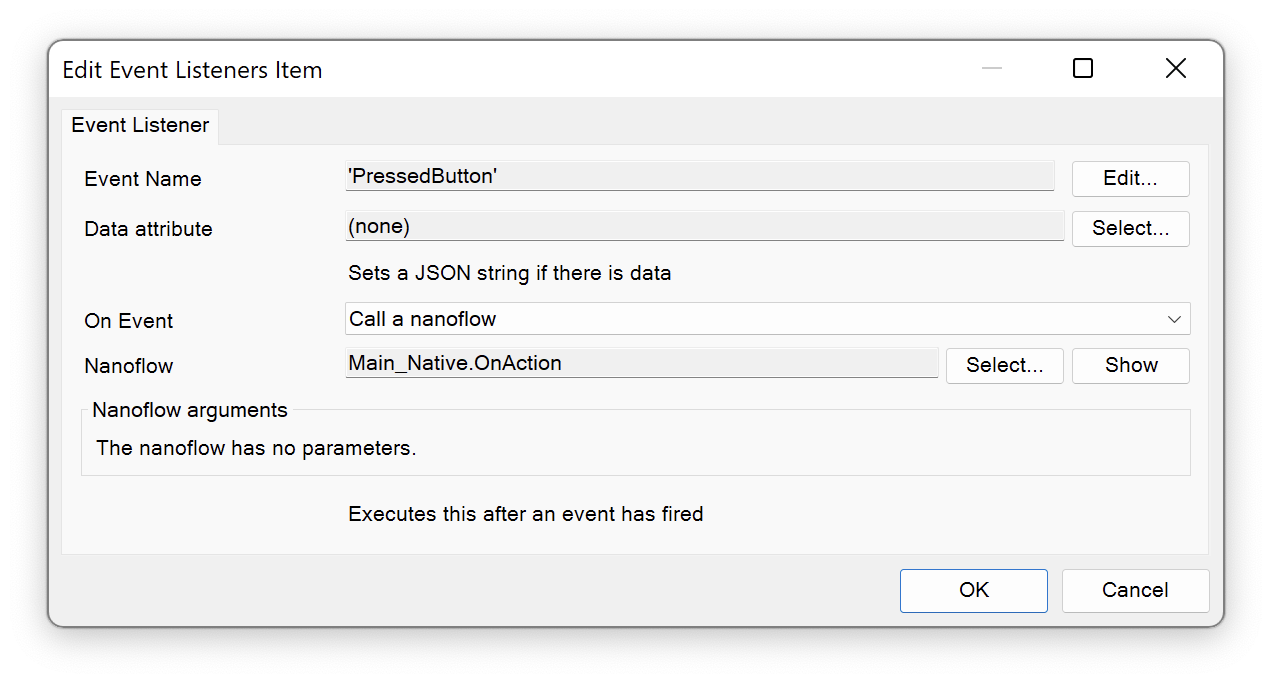 Edit Event Listeners Item
Event Listener
Event Name 'PressedButton' Edit...
Data attribute (none) Select...
Sets a JSON string if there is data
On Event Call a nanoflow
Nanoflow Main_Native.OnAction Select... Show
Nanoflow arguments
The nanoflow has no parameters.
Executes this after an event has fired
OK Cancel